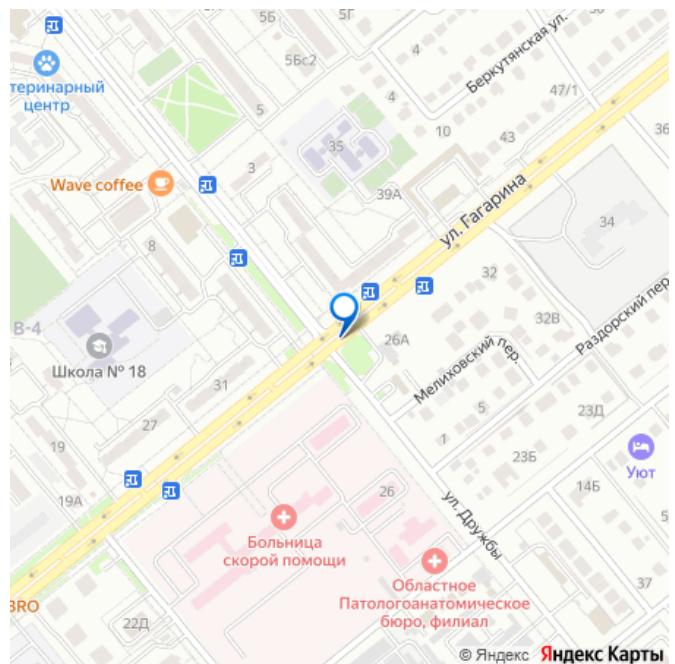 5Б
5Г
30
5Бс2
Беркутянская ул.
теринарный
центр
4
47/1
5
10
43
36
35
3
Wave coffee
39А
ул. Гагарина
34
8
32
В-4
32В
26А
Раздорский пер.
Мелиховский пер.
Школа № 18
31
5
23Д
27
1
19
23Б
Уют
14Б
19А
26
ул. Дружбы
5
Больница
скорой помощи
Областное
Патологоанатомическое
бюро, филиал
37
BRO
22Д
© Яндекс Яндекс Карты